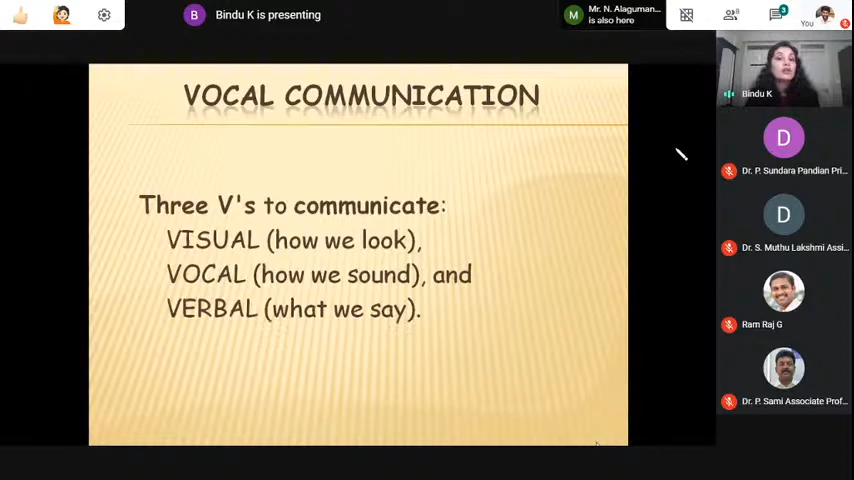 B
Bindu K is presenting
M
Mr. N. Alaguman...
is also here
8
3
You
VOCAL COMMUNICATION
Three V's to communicate:
VISUAL (how we look),
VOCAL (how we sound), and
VERBAL (what we say).
Bindu K
D
Dr. P. Sundara Pandian Pri...
D
Dr. S. Muthu Lakshmi Assi...
Ram Raj G
Dr. P. Sami Associate Prof...